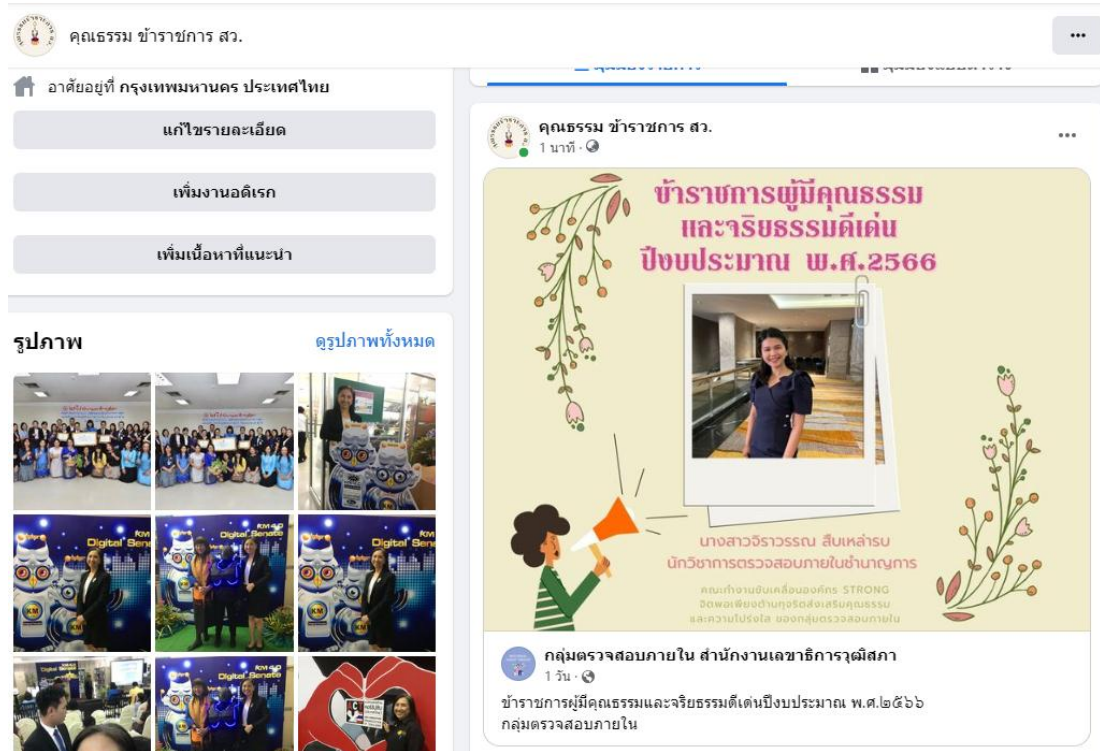 คุณธรรม ข้าราชการ สว.
อาศัยอยู่ที่ กรุงเทพมหานคร ประเทศไทย
แก้ไขรายละเอียด
เพิ่มงานอดิเรก
เพิ่มเนื้อหาที่แนะนำ
รูปภาพ
ดูรูปภาพทั้งหมด
KM 4.0
Digital Senate
KM
คุณธรรม ข้าราชการ สว.
1 นาที
ข้าราชการผู้มีคุณธรรม
และจริยธรรมดีเด่น
ปีงบประมาณ พ.ศ.2566
นางสาวจิราวรรณ สืบเหล่ารบ
นักวิชาการตรวจสอบภายในชำนาญการ
คณะทำงานขับเคลื่อนองค์กร STRONG
จิตพอเพียงต้านทุจริตส่งเสริมคุณธรรม
และความโปร่งใส ของกลุ่มตรวจสอบภายใน
กลุ่มตรวจสอบภายใน สำนักงานเลขาธิการวุฒิสภา
1 วัน
ข้าราชการผู้มีคุณธรรมและจริยธรรมดีเด่นปีงบประมาณ พ.ศ.๒๕๖๖
กลุ่มตรวจสอบภายใน